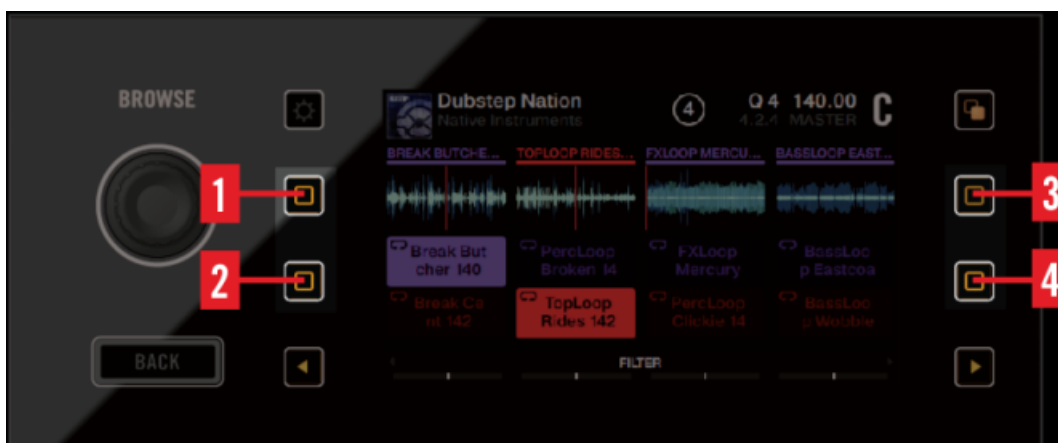 BROWSE
Dubstep Nation
Native Instruments
4
Q 4 140.00
4.2.4 MASTER
C
BREAK BUTCHE...
TOPLOOP RIDES...
FXLOOP MERCU...
BASSLOOP EAST...
1
3
Break But
cher 140
PercLoop
Broken 14
FXLoop
Mercury
BassLoo
p Eastcoa
2
4
Break Ca
nt 142
TopLoop
Rides 142
PercLoop
Clickie 14
BassLoo
p Wobble
BACK
FILTER